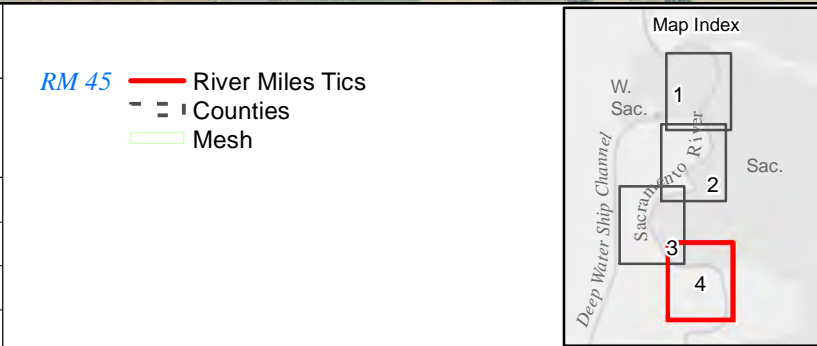 RM 45 River Miles Tics
Counties
Mesh
Map Index
W.
Sac.
1
Sacramento River
Sac.
2
Deep Water Ship Channel
3
4